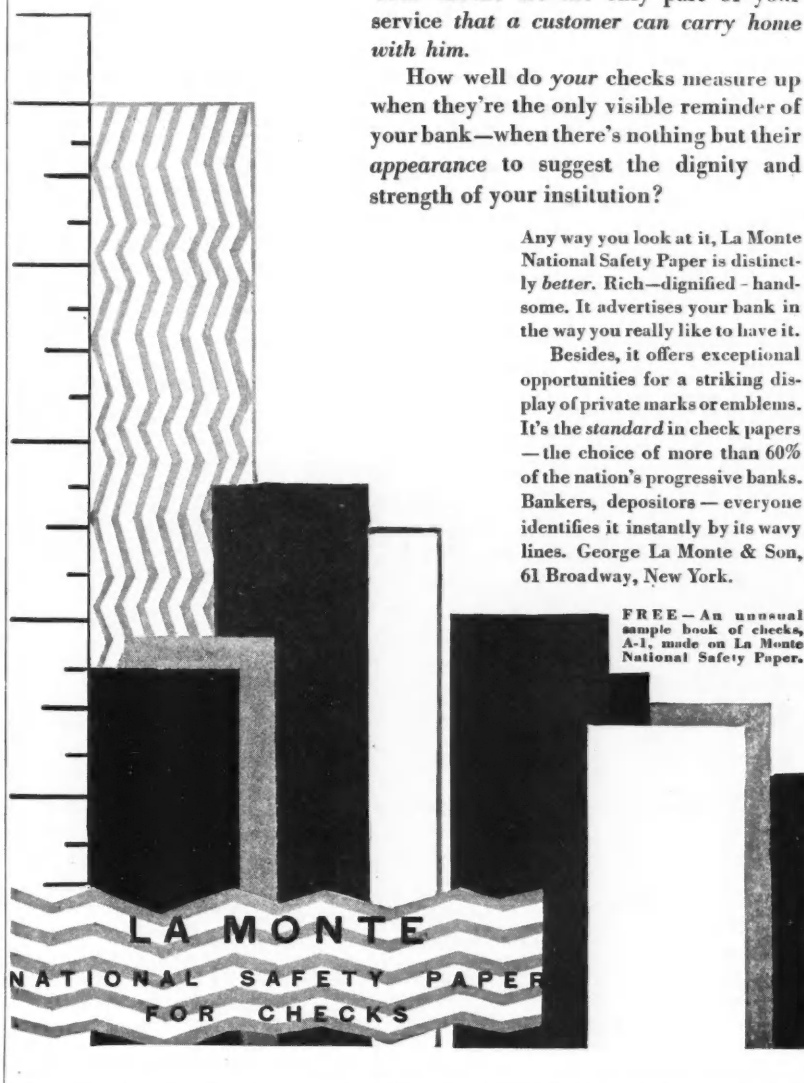 service that a customer can carry home
with him.
How well do your checks measure up
when they're the only visible reminder of
your bank—when there's nothing but their
appearance to suggest the dignity and
strength of your institution?
Any way you look at it, La Monte
National Safety Paper is distinct-
ly better. Rich—dignified - hand-
some. It advertises your bank in
the way you really like to have it.
Besides, it offers exceptional
opportunities for a striking dis-
play of private marks or emblems.
It's the standard in check papers
— the choice of more than 60%
of the nation's progressive banks.
Bankers, depositors — everyone
identifies it instantly by its wavy
lines. George La Monte & Son,
61 Broadway, New York.
FREE—An unusual
sample book of checks,
A-1, made on La Monte
National Safety Paper.
LA MONTE
NATIONAL SAFETY PAPER
FOR CHECKS